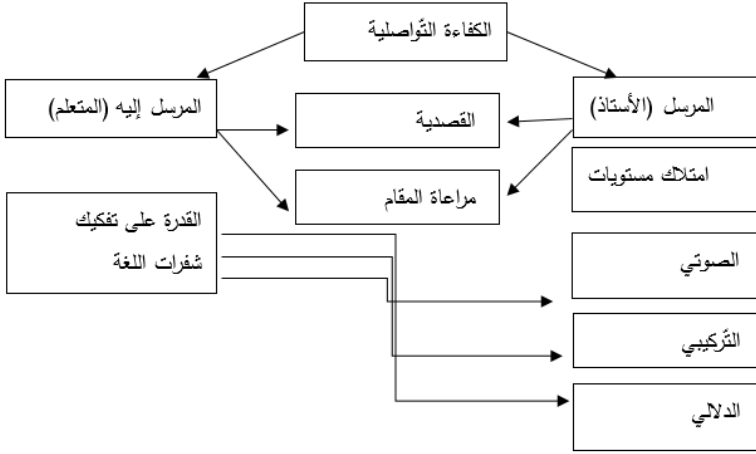 الكفاءة التّواصلية
المرسل (الأستاذ)
المرسل إليه (المتعلم)
القصدية
امتلاك مستويات
مراعاة المقام
القدرة على تفكيك
شفرات اللغة
الصوتي
التّركيبي
الدلالي